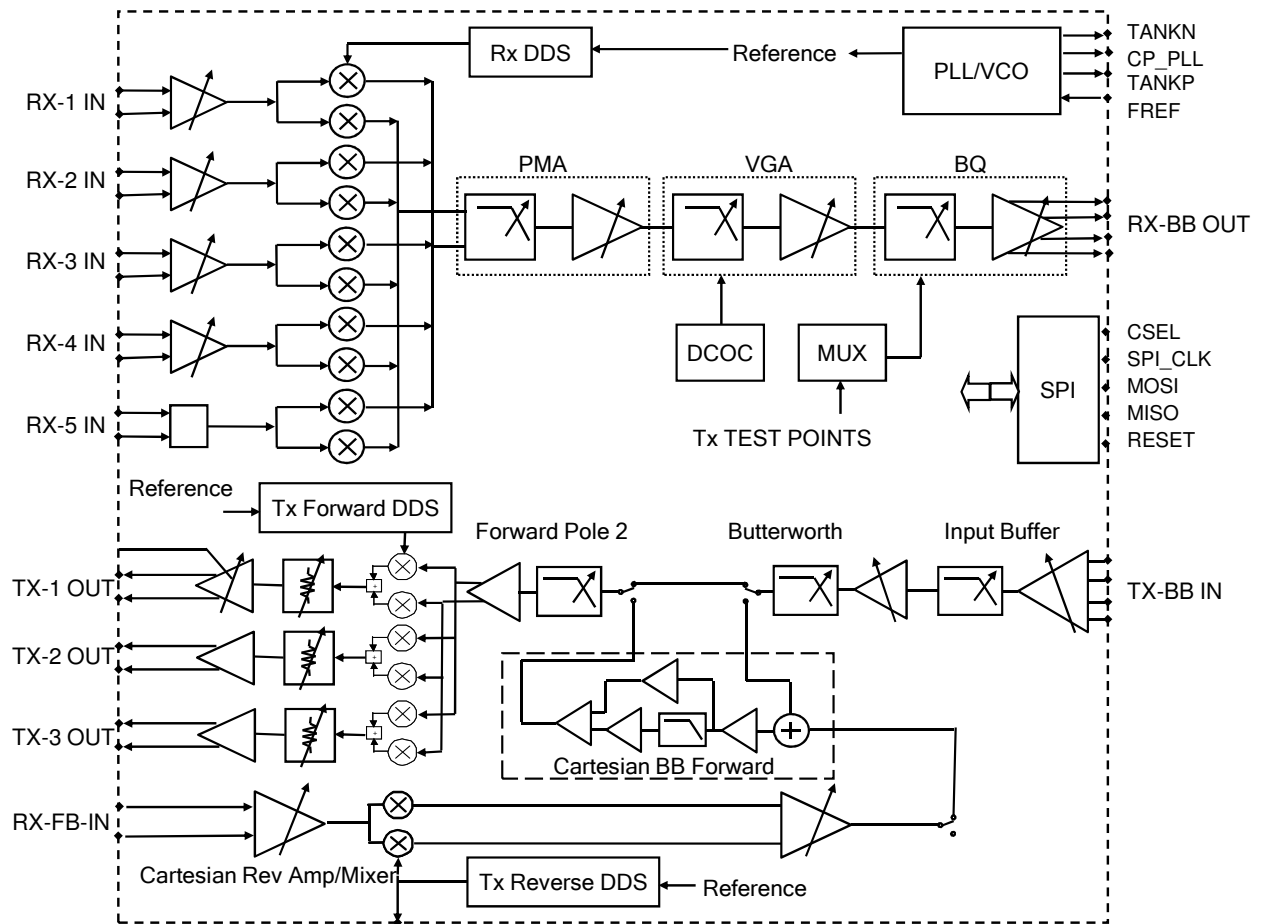 Rx DDS
Reference
PLL/VCO
TANKN
CP_PLL
TANKP
FREF
RX-1 IN
RX-2 IN
RX-3 IN
RX-4 IN
RX-5 IN
PMA
VGA
BQ
RX-BB OUT
DCOC
MUX
Tx TEST POINTS
SPI
CSEL
SPI_CLK
MOSI
MISO
RESET
Reference
Tx Forward DDS
Forward Pole 2
Butterworth
Input Buffer
TX-1 OUT
TX-2 OUT
TX-3 OUT
TX-BB IN
Cartesian BB Forward
RX-FB-IN
Cartesian Rev Amp/Mixer
Tx Reverse DDS
Reference